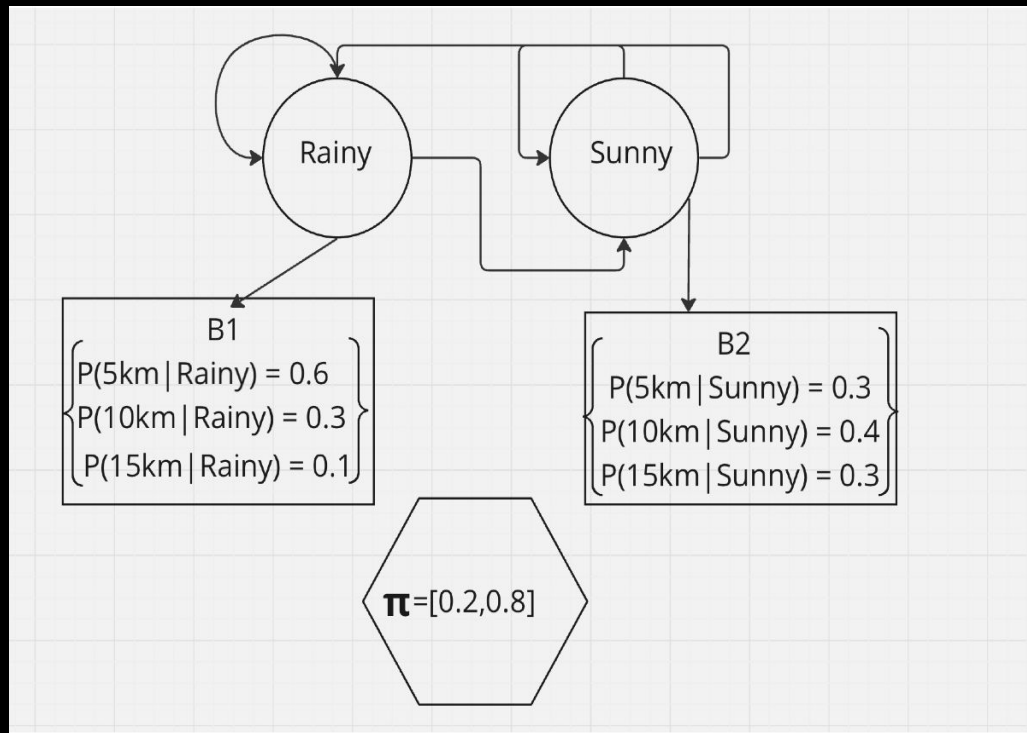 Rainy
Sunny
B1
P(5km|Rainy) = 0.6
P(10km|Rainy) = 0.3
P(15km|Rainy) = 0.1
B2
P(5km|Sunny) = 0.3
P(10km|Sunny) = 0.4
P(15km|Sunny) = 0.3
π=[0.2,0.8]